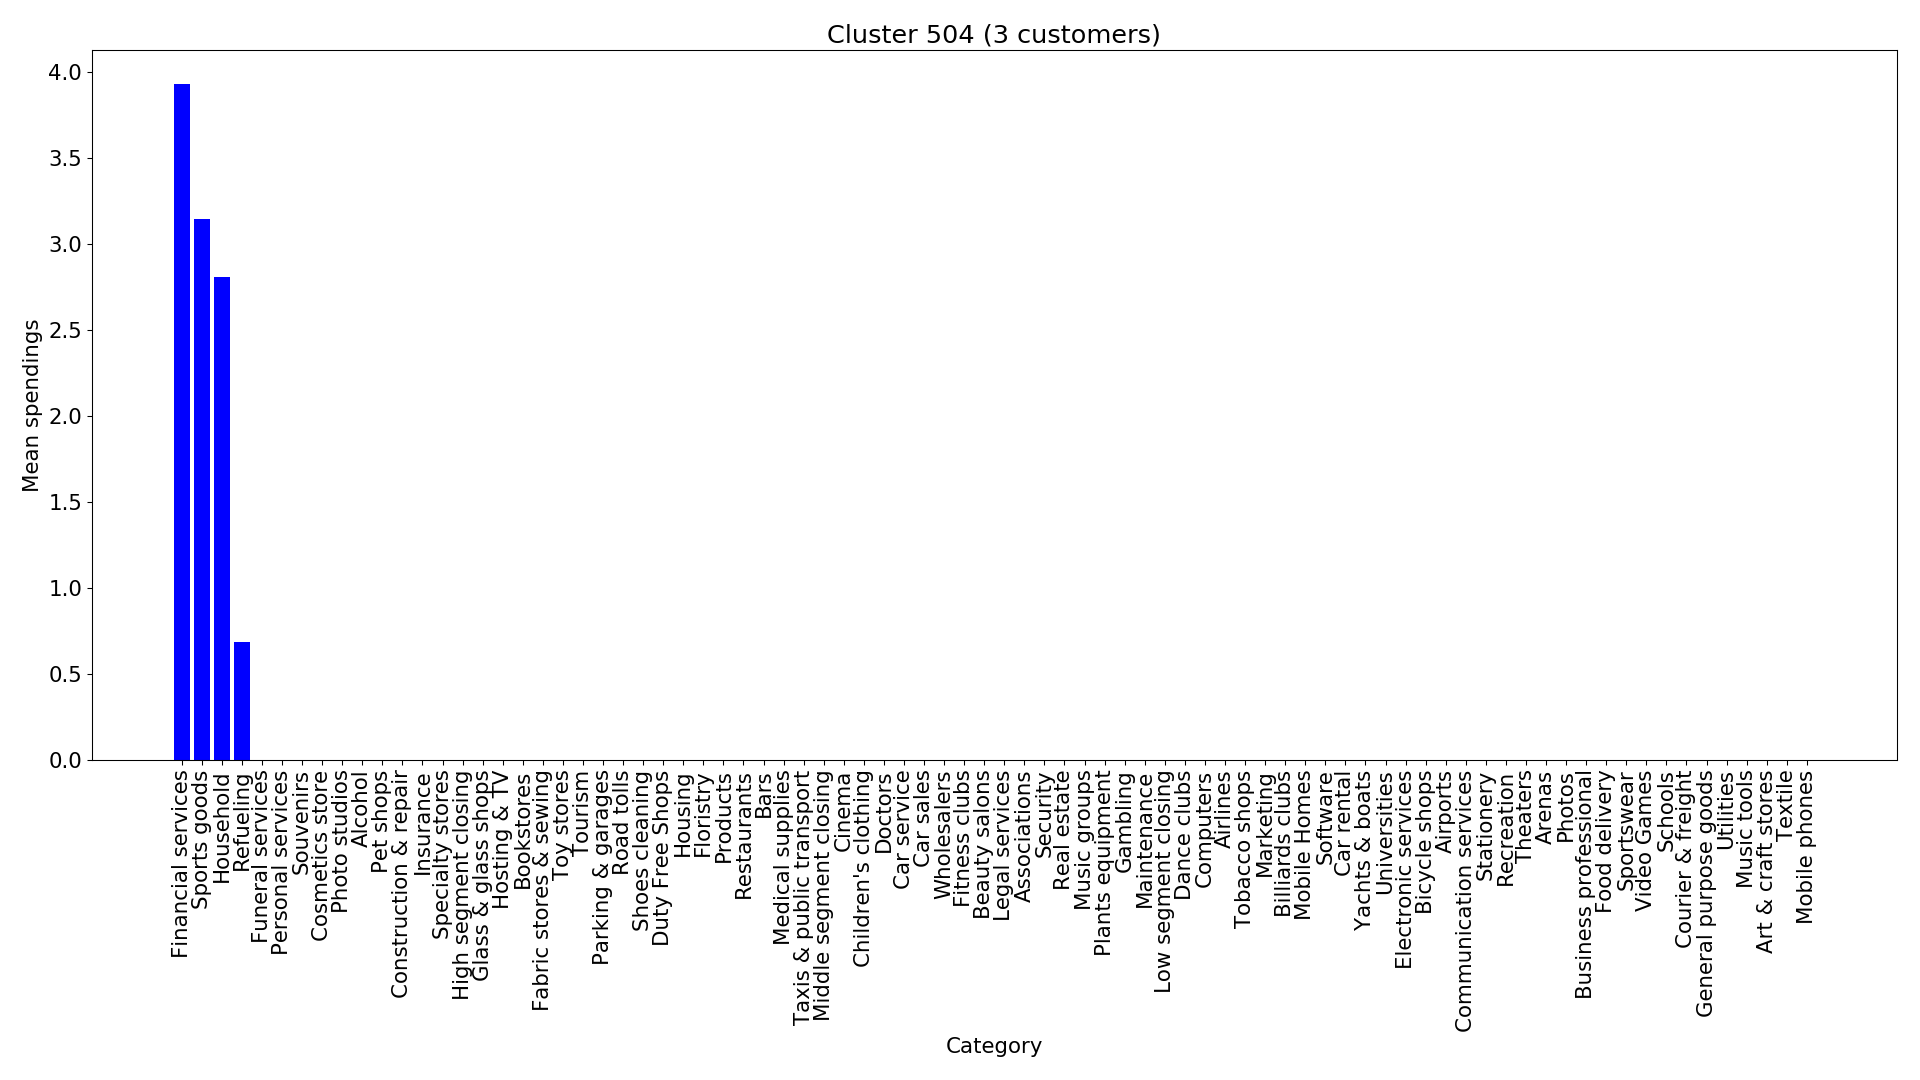 Cluster 504 (3 customers)
Mean spendings
4.0
3.5
3.0
2.5
2.0
1.5
1.0
0.5
0.0
Financial services
Sports goods
Household
Refueling
Funeral services
Personal services
Souvenirs
Cosmetics store
Photo studios
Alcohol
Pet shops
Construction & repair
Insurance
Specialty stores
High segment closing
Glass & glass shops
Hosting & TV
Bookstores
Fabric stores & sewing
Toy stores
Tourism
Parking & garages
Road tolls
Shoes cleaning
Duty Free Shops
Housing
Floristry
Products
Restaurants
Bars
Medical supplies
Taxis & public transport
Middle segment closing
Cinema
Children's clothing
Doctors
Car service
Car sales
Wholesalers
Fitness clubs
Beauty salons
Legal services
Associations
Security
Real estate
Music groups
Plants equipment
Gambling
Maintenance
Low segment closing
Dance clubs
Computers
Airlines
Tobacco shops
Marketing
Billiards clubs
Mobile Homes
Software
Car rental
Yachts & boats
Universities
Electronic services
Bicycle shops
Airports
Communication services
Stationery
Recreation
Theaters
Arenas
Photos
Business professional
Food delivery
Sportswear
Video Games
Schools
Courier & freight
General purpose goods
Utilities
Music tools
Art & craft stores
Textile
Mobile phones
Category